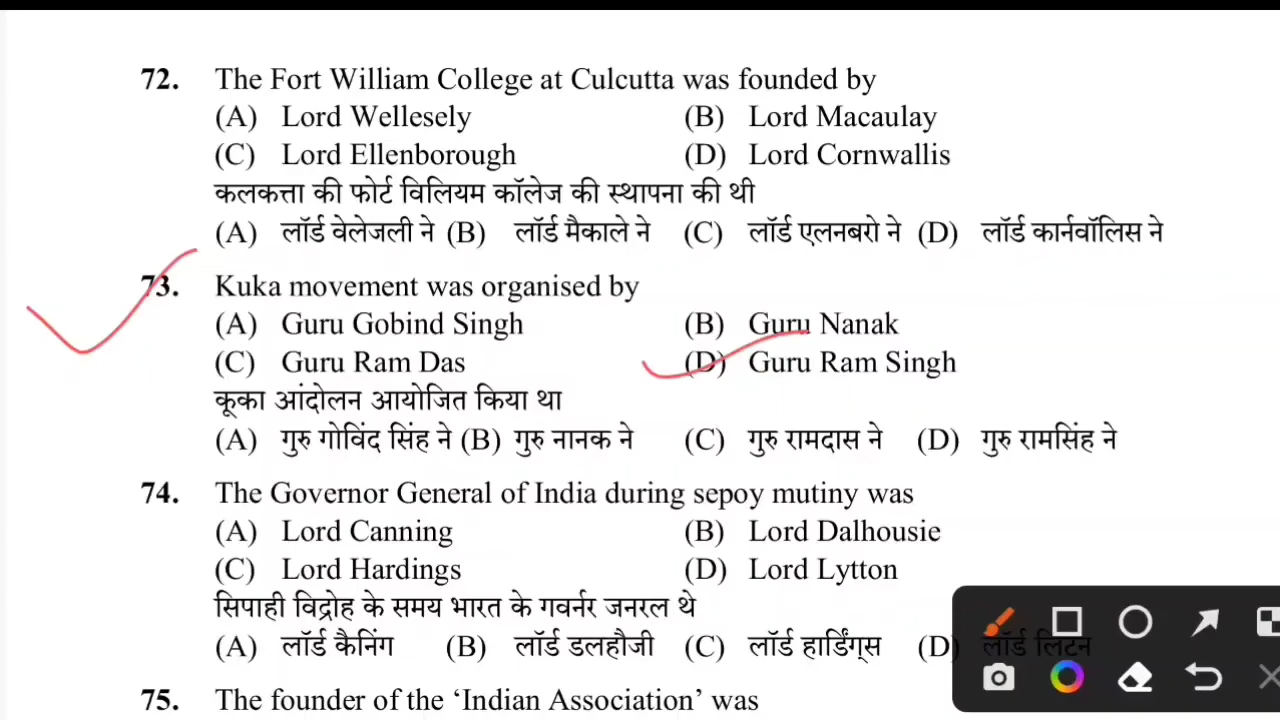 72. The Fort William College at Culcutta was founded by
(A) Lord Wellesely (B) Lord Macaulay
(C) Lord Ellenborough (D) Lord Cornwallis
कलकत्ता की फोर्ट विलियम कॉलेज की स्थापना की थी
(A) लॉर्ड वेलेजली ने (B) लॉर्ड मैकाले ने (C) लॉर्ड एलनबरो ने (D) लॉर्ड कार्नवॉलिस ने
73. Kuka movement was organised by
(A) Guru Gobind Singh (B) Guru Nanak
(C) Guru Ram Das (D) Guru Ram Singh
कूका आंदोलन आयोजित किया था
(A) गुरु गोविंद सिंह ने (B) गुरु नानक ने (C) गुरु रामदास ने (D) गुरु रामसिंह ने
74. The Governor General of India during sepoy mutiny was
(A) Lord Canning (B) Lord Dalhousie
(C) Lord Hardings (D) Lord Lytton
सिपाही विद्रोह के समय भारत के गवर्नर जनरल थे
(A) लॉर्ड कैनिंग (B) लॉर्ड डलहौजी (C) लॉर्ड हार्डिंग्स (D) लॉर्ड लिटन
75. The founder of the ‘Indian Association’ was